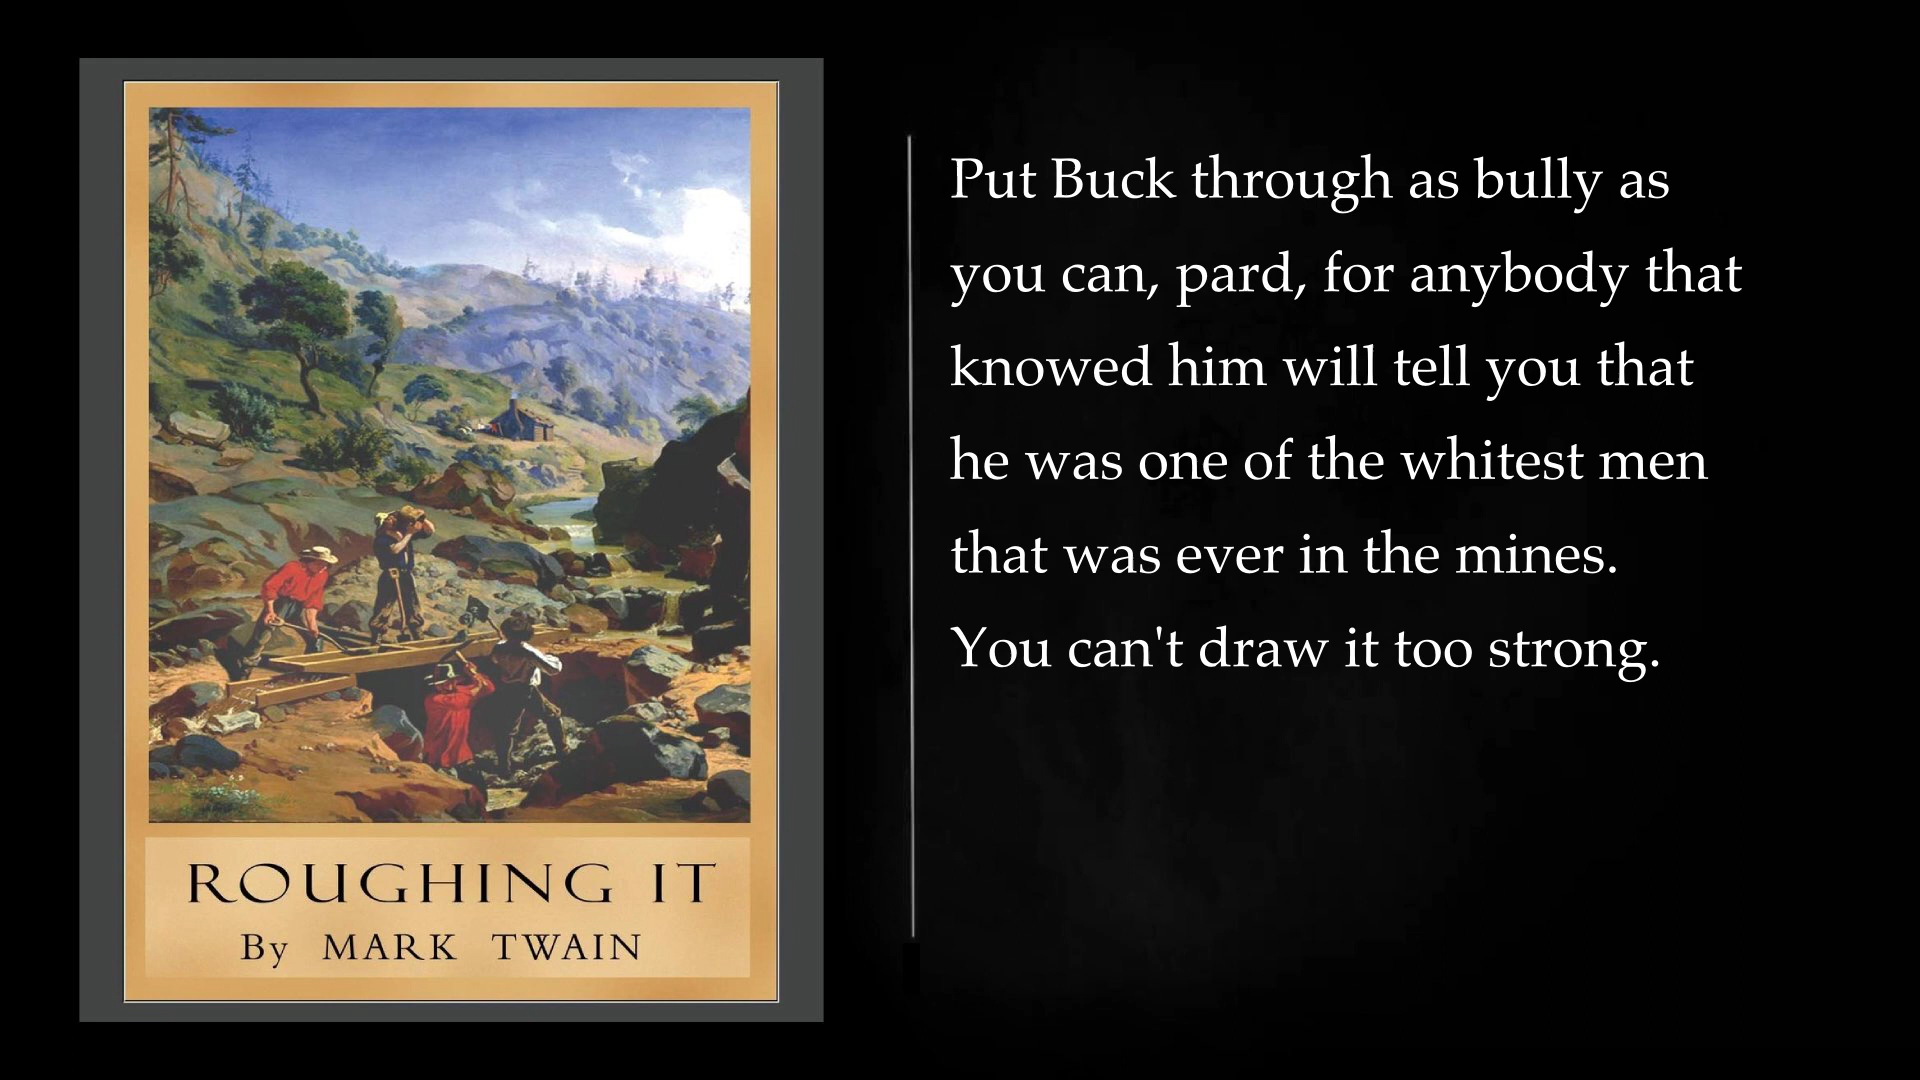 ROUGHING IT
By MARK TWAIN
Put Buck through as bully as
you can, pard, for anybody that
knowed him will tell you that
he was one of the whitest men
that was ever in the mines.
You can't draw it too strong.